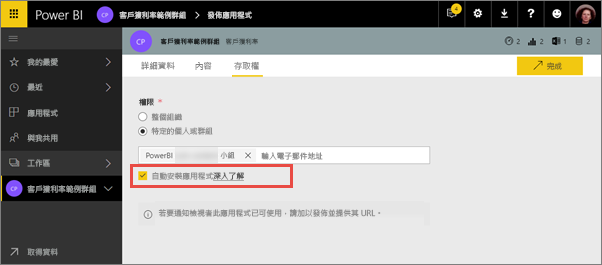 Power BI
客戶獲利率範例群組 > 發佈應用程式
4
我的最愛
最近
應用程式
與我共用
工作區
CP 客戶獲利率範例群組
取得資料
CP 客戶獲利率範例群組 客戶獲利率
2 2 1 2
詳細資料 內容 存取權
完成
權限 *
整個組織
特定的個人或群組
PowerBI 小組 × 輸入電子郵件地址
自動安裝應用程式深入了解
若要通知檢視者此應用程式已可使用，請加以發佈並提供其 URL。